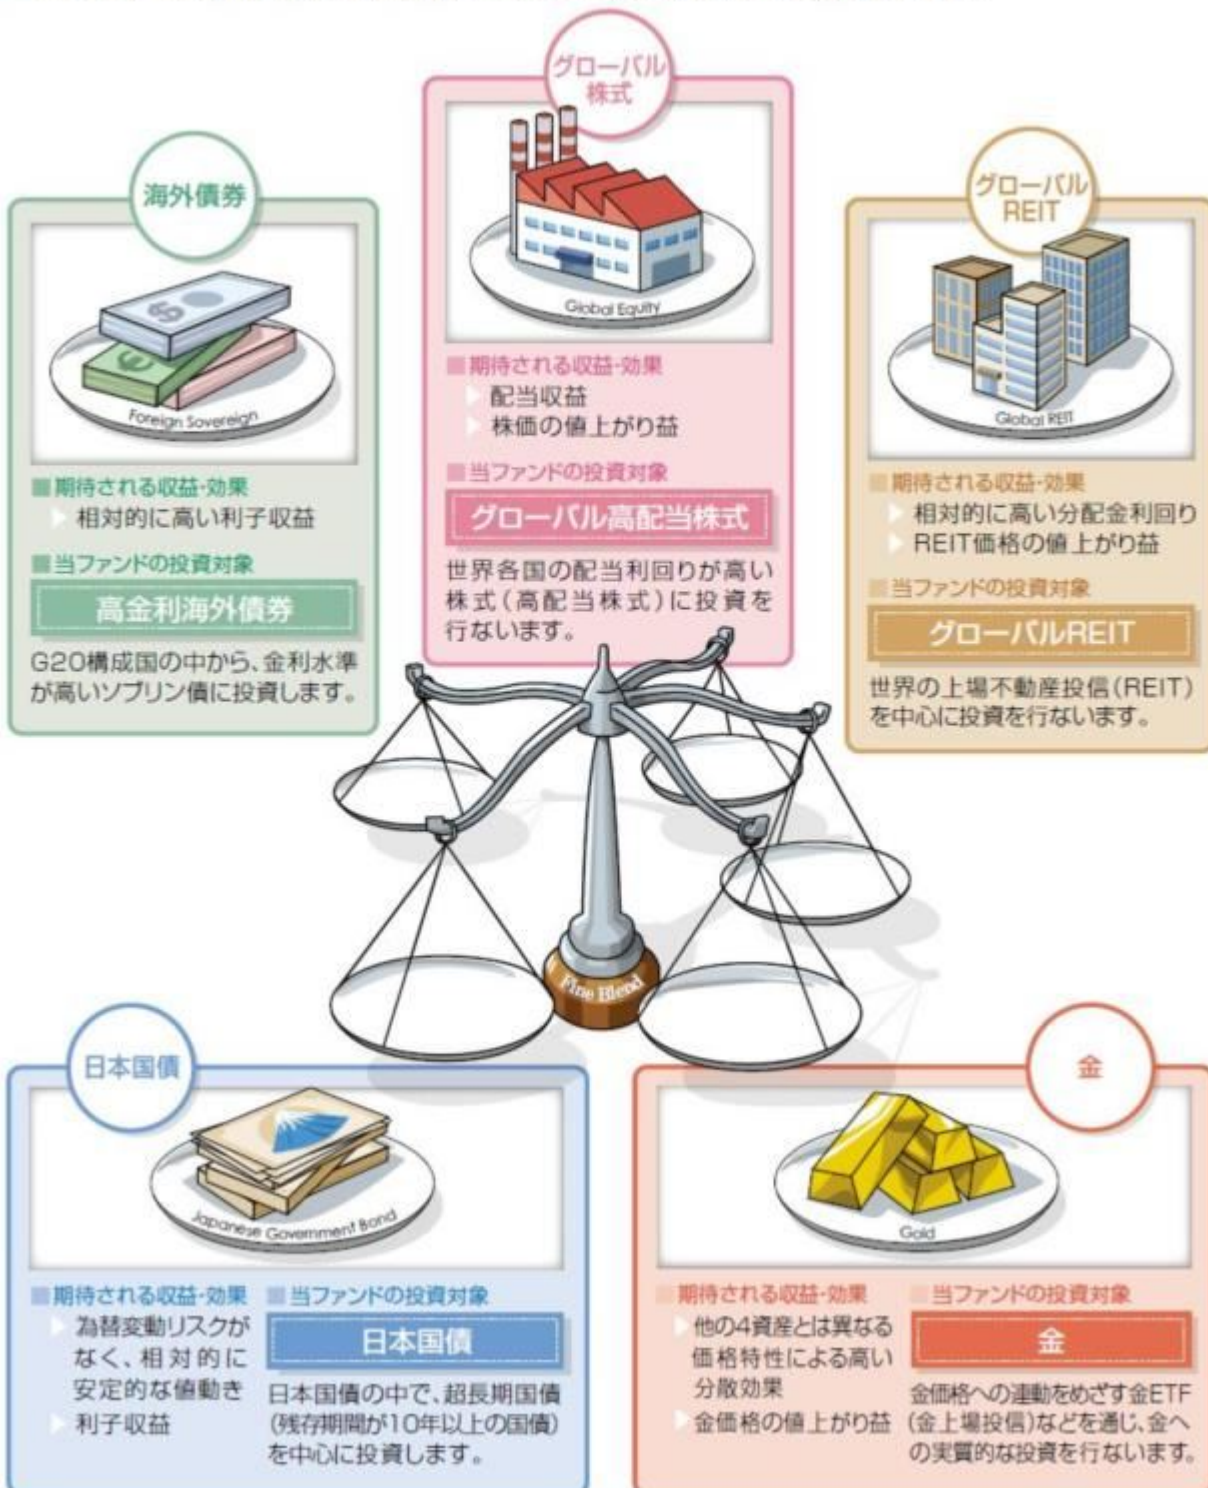 グローバル
株式
Global Equity
■期待される収益・効果
配当収益
株価の値上がり益
■当ファンドの投資対象
グローバル高配当株式
世界各国の配当利回りが高い
株式(高配当株式)に投資を
行ないます。
海外債券
Foreign Sovereign
■期待される収益・効果
相対的に高い利子収益
■当ファンドの投資対象
高金利海外債券
G20構成国の中から、金利水準
が高いソブリン債に投資します。
グローバル
REIT
Global REIT
■期待される収益・効果
相対的に高い分配金利回り
REIT価格の値上がり益
■当ファンドの投資対象
グローバルREIT
世界の上場不動産投信(REIT)
を中心に投資を行ないます。
Fine Blend
日本国債
Japanese Government Bond
■期待される収益・効果
為替変動リスクが
なく、相対的に
安定的な値動き
利子収益
■当ファンドの投資対象
日本国債
日本国債の中で、超長期国債
(残存期間が10年以上の国債)
を中心に投資します。
金
Gold
■期待される収益・効果
他の4資産とは異なる
価格特性による高い
分散効果
金価格の値上がり益
■当ファンドの投資対象
金
金価格への連動をめざす金ETF
(金上場投信)などを通じ、金へ
の実質的な投資を行ないます。